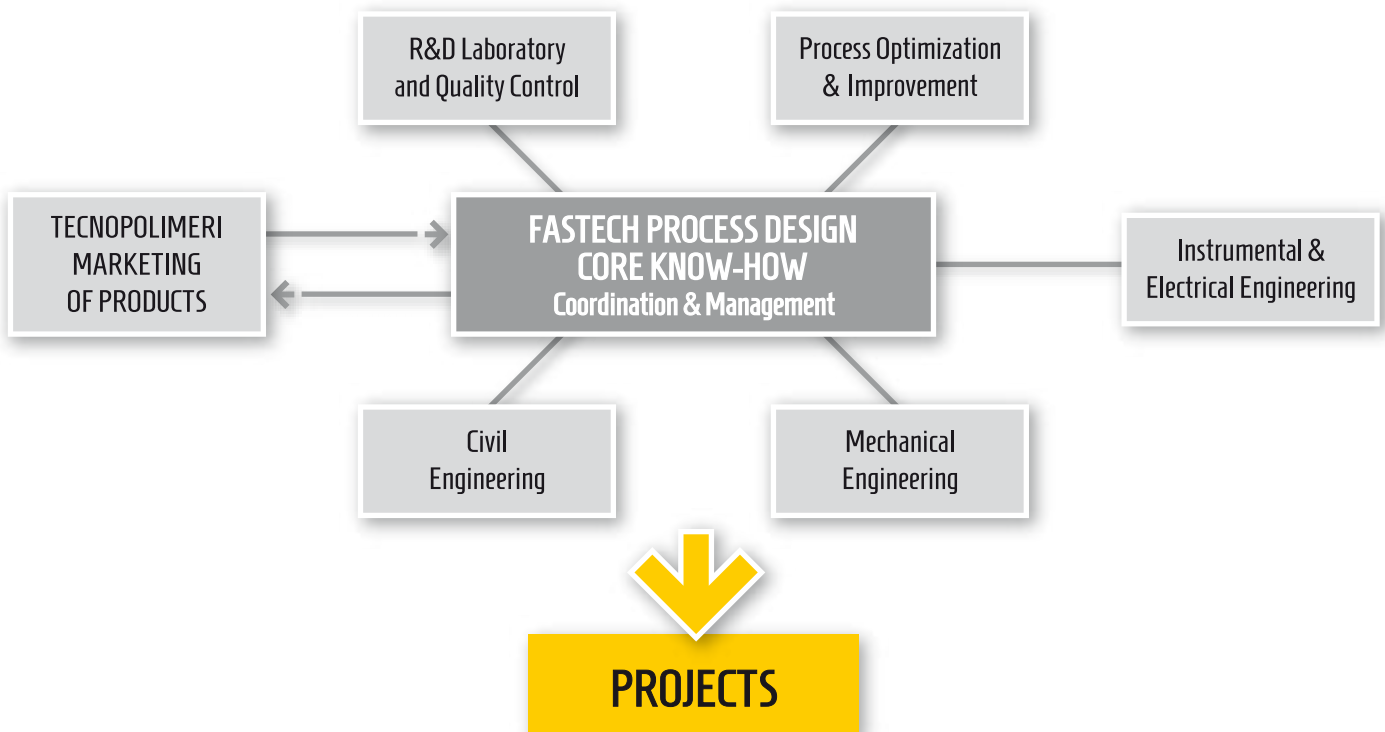 R&D Laboratory
and Quality Control
Process Optimization
& Improvement
TECNOPOLIMERI
MARKETING
OF PRODUCTS
FASTECH PROCESS DESIGN
CORE KNOW-HOW
Coordination & Management
Instrumental &
Electrical Engineering
Civil
Engineering
Mechanical
Engineering
PROJECTS